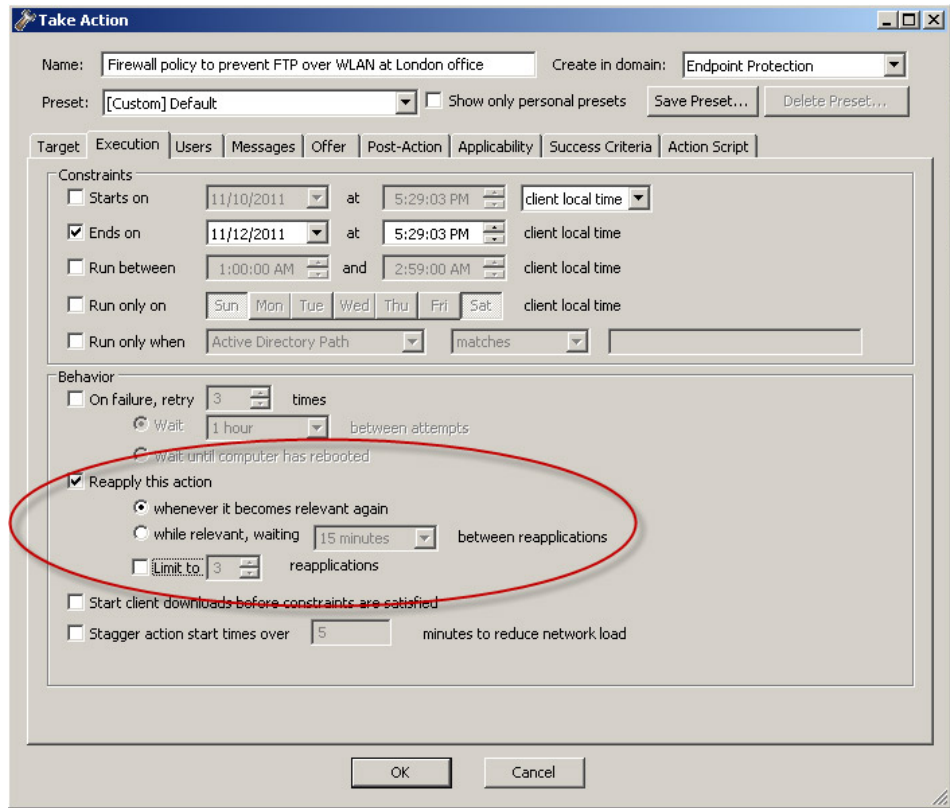 Take Action
Name: Firewall policy to prevent FTP over WLAN at London office Create in domain: Endpoint Protection
Preset: [Custom] Default Show only personal presets Save Preset... Delete Preset...
Target Execution Users Messages Offer Post-Action Applicability Success Criteria Action Script
Constraints
Starts on 11/10/2011 at 5:29:03 PM client local time
Ends on 11/12/2011 at 5:29:03 PM client local time
Run between 1:00:00 AM and 2:59:00 AM client local time
Run only on Sun Mon Tue Wed Thu Fri Sat client local time
Run only when Active Directory Path matches
Behavior
On failure, retry 3 times
Wait 1 hour between attempts
Wait until computer has rebooted
Reapply this action
whenever it becomes relevant again
while relevant, waiting 15 minutes between reapplications
Limit to 3 reapplications
Start client downloads before constraints are satisfied
Stagger action start times over 5 minutes to reduce network load
OK Cancel